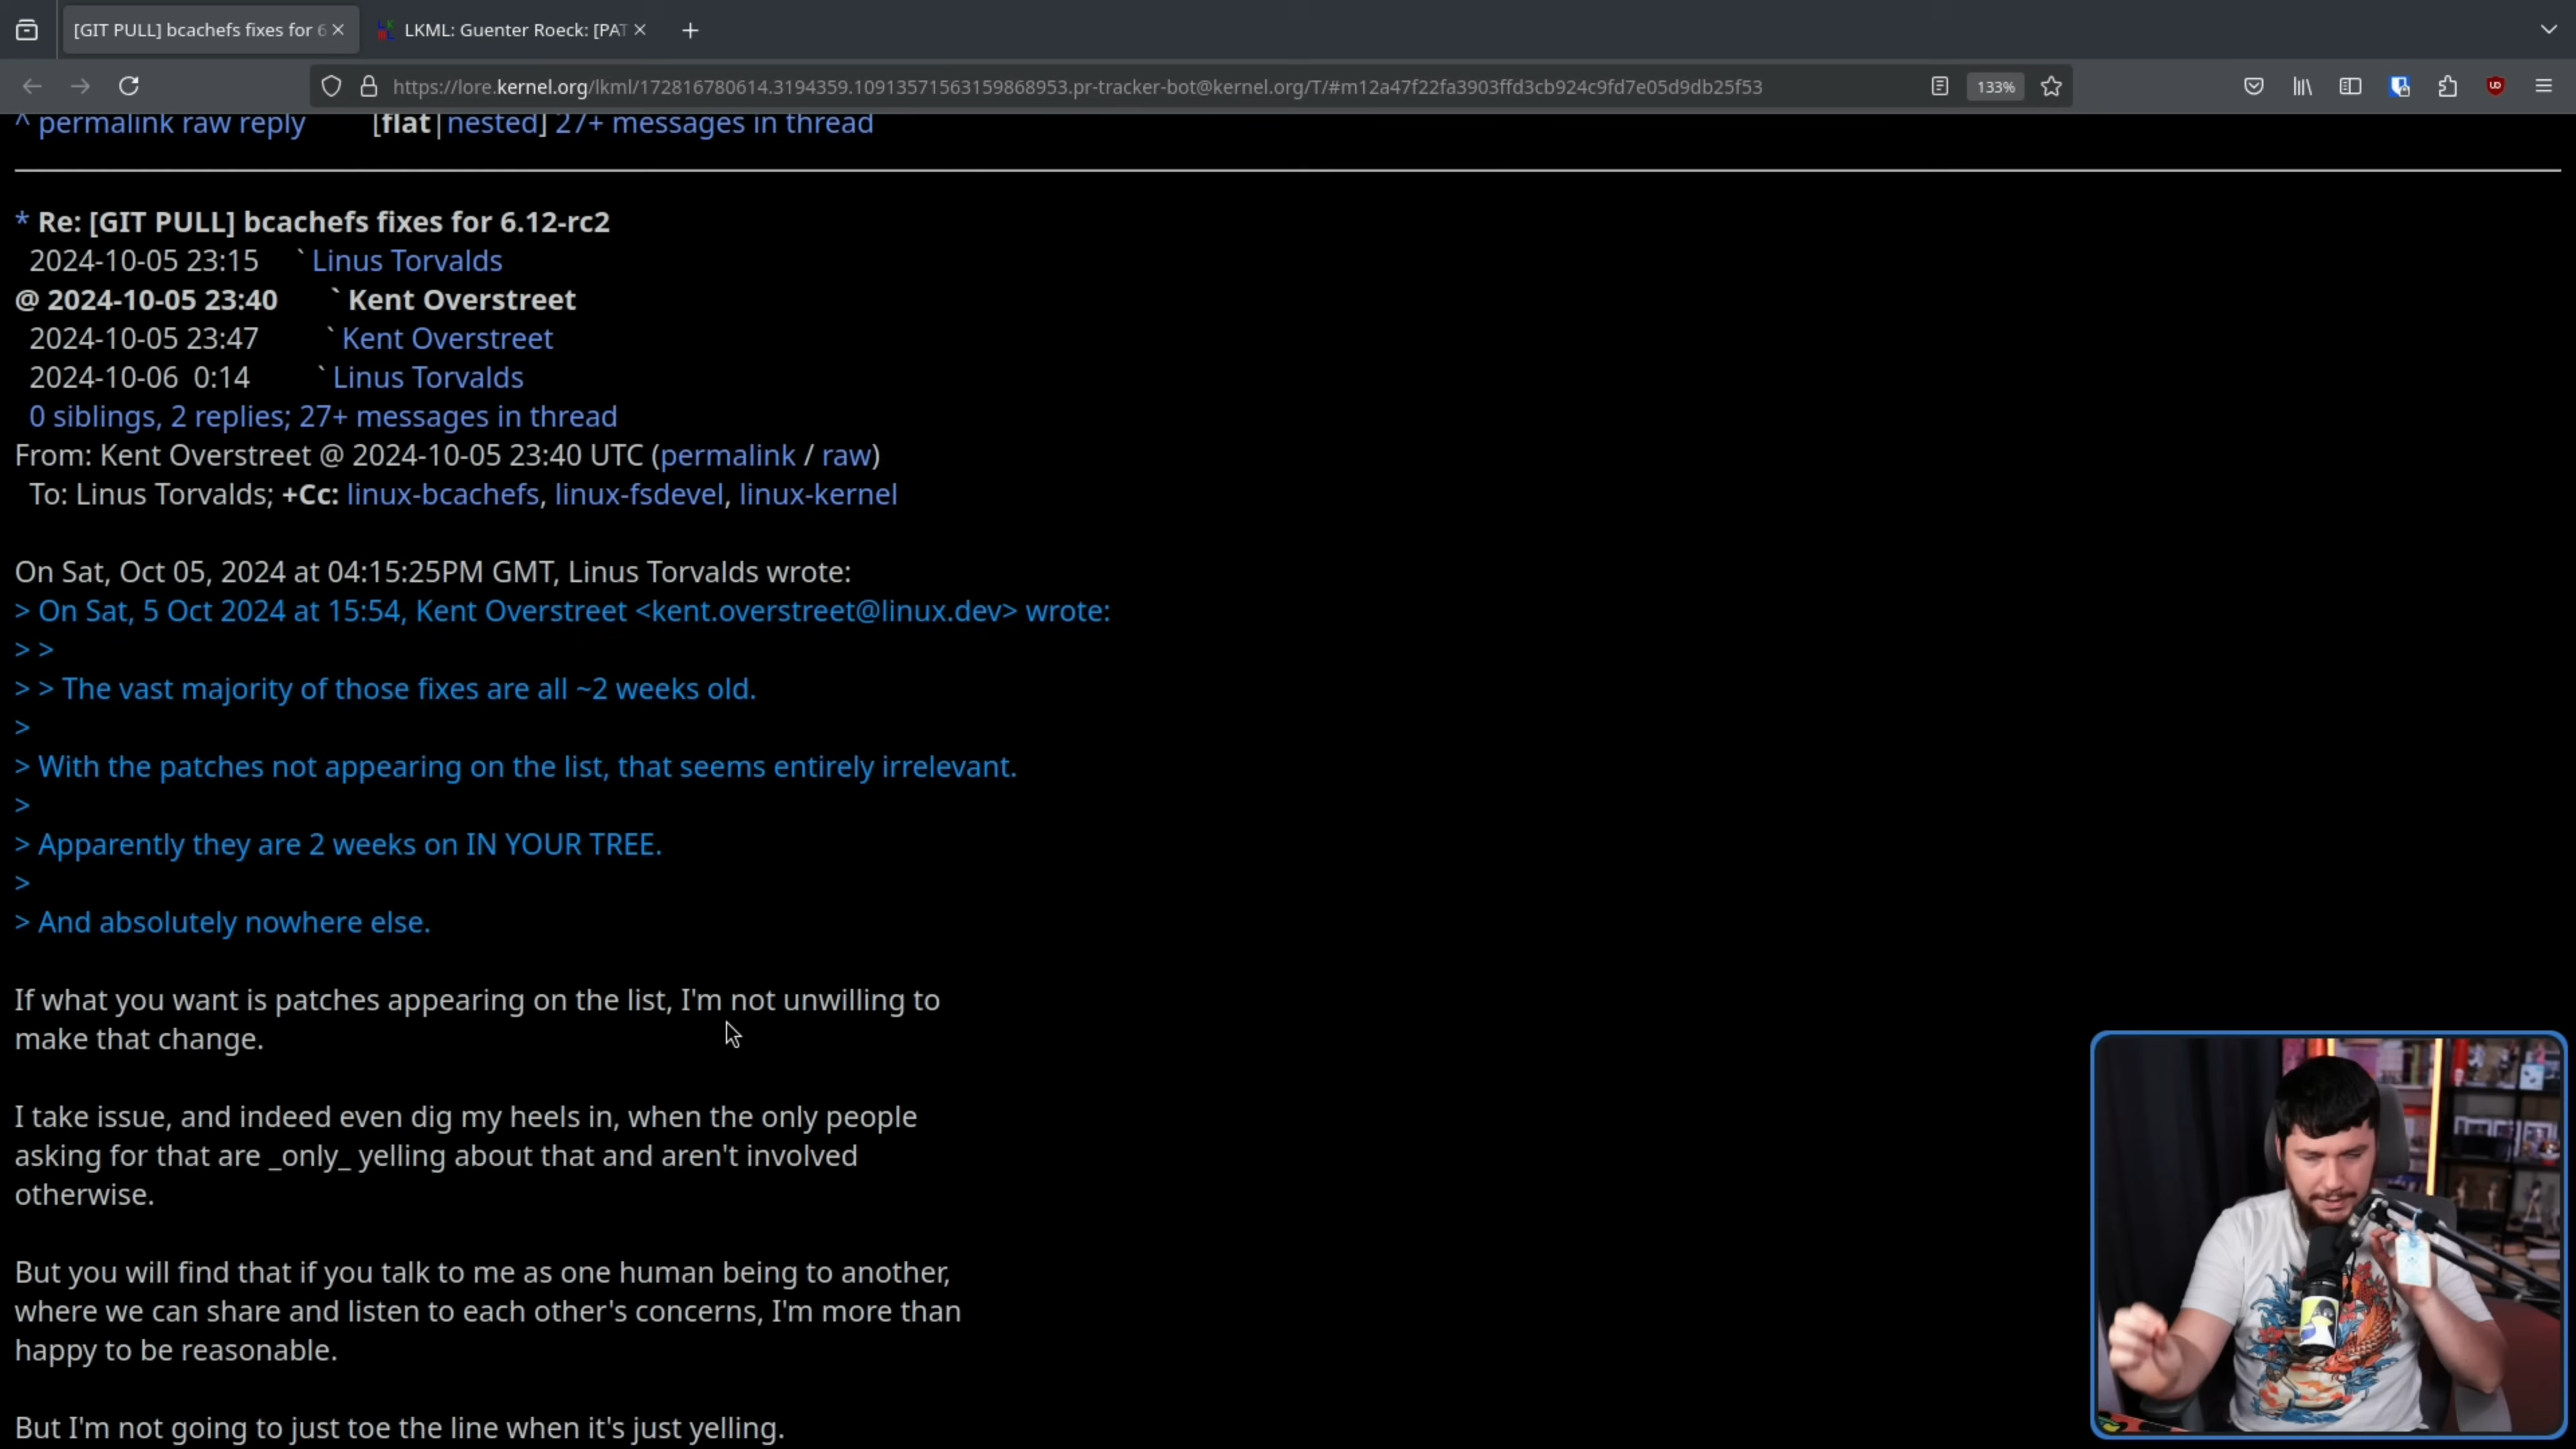 [GIT PULL] bcachefs fixes for 6
LKML: Guenter Roeck: [PAT
https://lore.kernel.org/lkml/172816780614.3194359.10913571563159868953.pr-tracker-bot@kernel.org/T/#m12a47f22fa3903ffd3cb924c9fd7e05d9db25f53
133%
^ permalink raw reply [flat|nested] 27+ messages in thread
* Re: [GIT PULL] bcachefs fixes for 6.12-rc2
2024-10-05 23:15 ` Linus Torvalds
@ 2024-10-05 23:40 ` Kent Overstreet
2024-10-05 23:47 ` Kent Overstreet
2024-10-06 0:14 ` Linus Torvalds
0 siblings, 2 replies; 27+ messages in thread
From: Kent Overstreet @ 2024-10-05 23:40 UTC (permalink / raw)
To: Linus Torvalds; +Cc: linux-bcachefs, linux-fsdevel, linux-kernel
On Sat, Oct 05, 2024 at 04:15:25PM GMT, Linus Torvalds wrote:
> On Sat, 5 Oct 2024 at 15:54, Kent Overstreet <kent.overstreet@linux.dev> wrote:
> >
> > The vast majority of those fixes are all ~2 weeks old.
>
> With the patches not appearing on the list, that seems entirely irrelevant.
>
> Apparently they are 2 weeks on IN YOUR TREE.
>
> And absolutely nowhere else.
If what you want is patches appearing on the list, I'm not unwilling to
make that change.
I take issue, and indeed even dig my heels in, when the only people
asking for that are _only_ yelling about that and aren't involved
otherwise.
But you will find that if you talk to me as one human being to another,
where we can share and listen to each other's concerns, I'm more than
happy to be reasonable.
But I'm not going to just toe the line when it's just yelling.